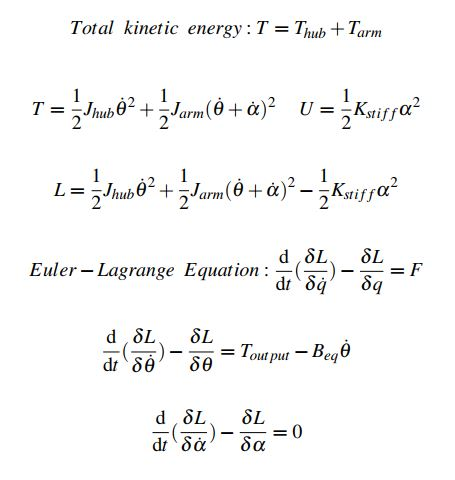 Total kinetic energy : T = T_hub + T_arm
T = 1/2 J_hub θ̇² + 1/2 J_arm (θ̇ + α̇)²   U = 1/2 K_stiff α²
L = 1/2 J_hub θ̇² + 1/2 J_arm (θ̇ + α̇)² − 1/2 K_stiff α²
Euler − Lagrange Equation : d/dt (δL/δq̇) − δL/δq = F
d/dt (δL/δθ̇) − δL/δθ = T_output − B_eq θ̇
d/dt (δL/δα̇) − δL/δα = 0